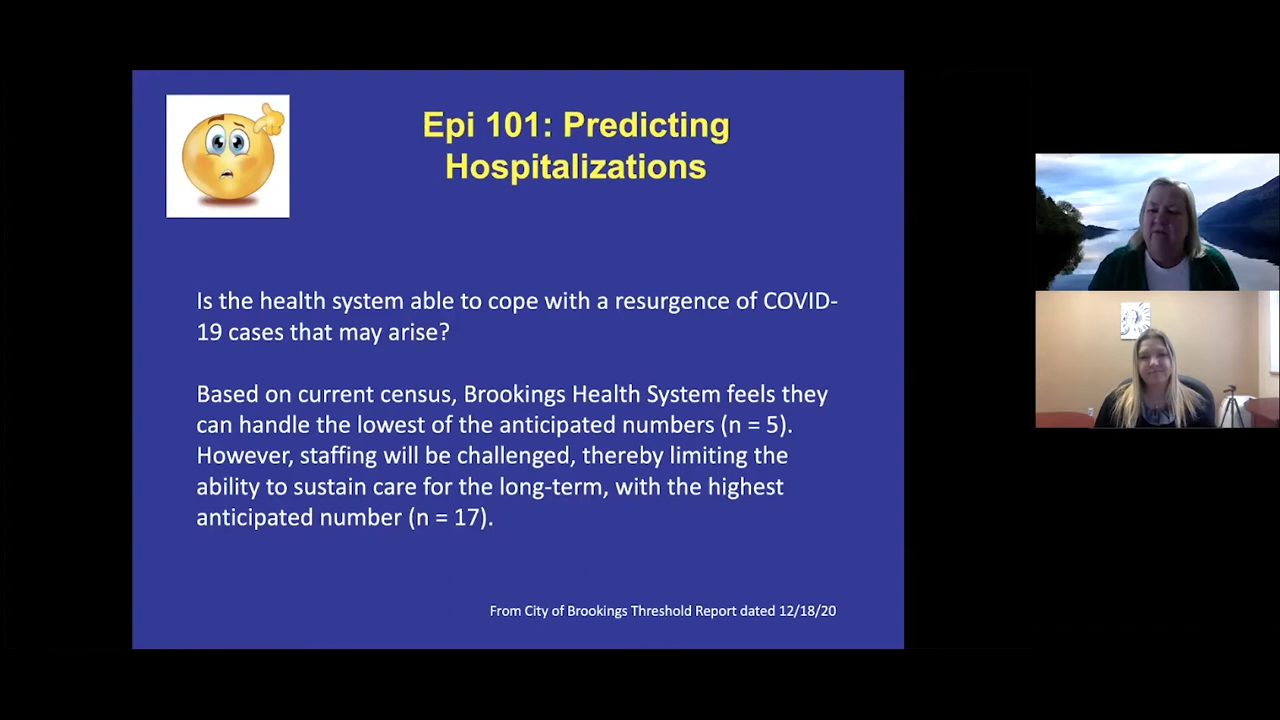 Epi 101: Predicting
Hospitalizations
Is the health system able to cope with a resurgence of COVID-
19 cases that may arise?
Based on current census, Brookings Health System feels they
can handle the lowest of the anticipated numbers (n = 5).
However, staffing will be challenged, thereby limiting the
ability to sustain care for the long-term, with the highest
anticipated number (n = 17).
From City of Brookings Threshold Report dated 12/18/20